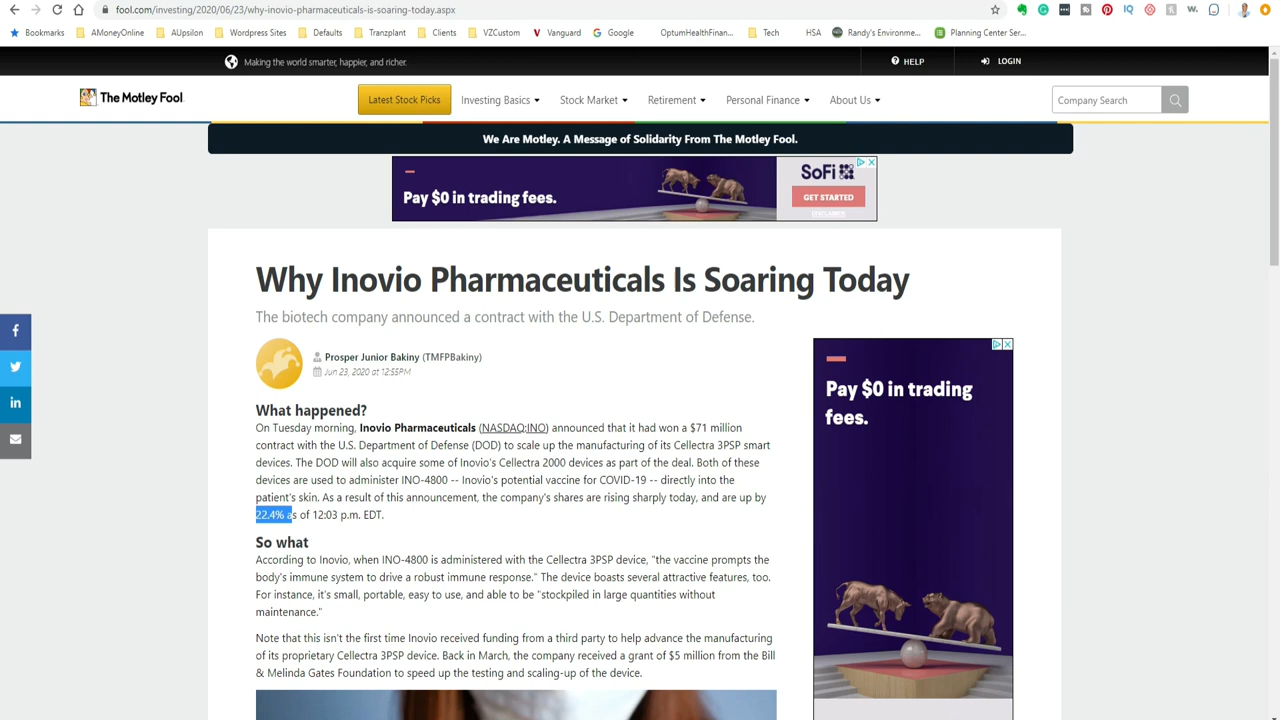 fool.com/investing/2020/06/23/why-inovio-pharmaceuticals-is-soaring-today.aspx
Bookmarks AMoneyOnline AUpsilon Wordpress Sites Defaults Tranzplant Clients VZCustom Vanguard Google OptumHealthFinan... Tech HSA Randy's Environme... Planning Center Ser...
Making the world smarter, happier, and richer. HELP LOGIN
The Motley Fool Latest Stock Picks Investing Basics Stock Market Retirement Personal Finance About Us Company Search
We Are Motley. A Message of Solidarity From The Motley Fool.
Pay $0 in trading fees. SoFi GET STARTED
Why Inovio Pharmaceuticals Is Soaring Today
The biotech company announced a contract with the U.S. Department of Defense.
Prosper Junior Bakiny (TMFPBakiny)
Jun 23, 2020 at 12:55PM
What happened?
On Tuesday morning, Inovio Pharmaceuticals (NASDAQ:INO) announced that it had won a $71 million
contract with the U.S. Department of Defense (DOD) to scale up the manufacturing of its Cellectra 3PSP smart
devices. The DOD will also acquire some of Inovio's Cellectra 2000 devices as part of the deal. Both of these
devices are used to administer INO-4800 -- Inovio's potential vaccine for COVID-19 -- directly into the
patient's skin. As a result of this announcement, the company's shares are rising sharply today, and are up by
22.4% as of 12:03 p.m. EDT.
So what
According to Inovio, when INO-4800 is administered with the Cellectra 3PSP device, "the vaccine prompts the
body's immune system to drive a robust immune response." The device boasts several attractive features, too.
For instance, it's small, portable, easy to use, and able to be "stockpiled in large quantities without
maintenance."
Note that this isn't the first time Inovio received funding from a third party to help advance the manufacturing
of its proprietary Cellectra 3PSP device. Back in March, the company received a grant of $5 million from the Bill
& Melinda Gates Foundation to speed up the testing and scaling-up of the device.
Pay $0 in trading
fees.